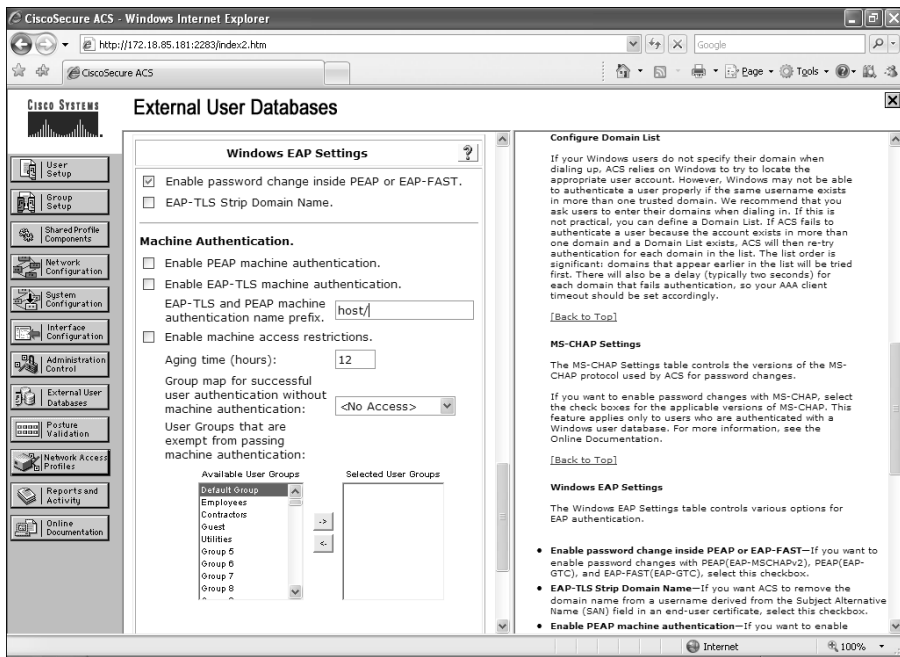 CiscoSecure ACS - Windows Internet Explorer
http://172.18.85.181:2283/index2.htm
Google
CiscoSecure ACS
Page
Tools
CISCO SYSTEMS
External User Databases
User
Setup
Group
Setup
Shared Profile
Components
Network
Configuration
System
Configuration
Interface
Configuration
Administration
Control
External User
Databases
Posture
Validation
Network Access
Profiles
Reports and
Activity
Online
Documentation
Windows EAP Settings
?
Enable password change inside PEAP or EAP-FAST.
EAP-TLS Strip Domain Name.
Machine Authentication.
Enable PEAP machine authentication.
Enable EAP-TLS machine authentication.
EAP-TLS and PEAP machine
authentication name prefix.
host/
Enable machine access restrictions.
Aging time (hours):
12
Group map for successful
user authentication without
machine authentication:
<No Access>
User Groups that are
exempt from passing
machine authentication:
Available User Groups
Selected User Groups
Default Group
Employees
Contractors
Guest
Utilities
Group 5
Group 6
Group 7
Group 8
->
<-
Configure Domain List
If your Windows users do not specify their domain when
dialing up, ACS relies on Windows to try to locate the
appropriate user account. However, Windows may not be able
to authenticate a user properly if the same username exists
in more than one trusted domain. We recommend that you
ask users to enter their domains when dialing in. If this is
not practical, you can define a Domain List. If ACS fails to
authenticate a user because the account exists in more than
one domain and a Domain List exists, ACS will then re-try
authentication for each domain in the list. The list order is
significant: domains that appear earlier in the list will be tried
first. There will also be a delay (typically two seconds) for
each domain that fails authentication, so your AAA client
timeout should be set accordingly.
[Back to Top]
MS-CHAP Settings
The MS-CHAP Settings table controls the versions of the MS-
CHAP protocol used by ACS for password changes.
If you want to enable password changes with MS-CHAP, select
the check boxes for the applicable versions of MS-CHAP. This
feature applies only to users who are authenticated with a
Windows user database. For more information, see the
Online Documentation.
[Back to Top]
Windows EAP Settings
The Windows EAP Settings table controls various options for
EAP authentication.
• Enable password change inside PEAP or EAP-FAST—If you want to
enable password changes with PEAP(EAP-MSCHAPv2), PEAP(EAP-
GTC), and EAP-FAST(EAP-GTC), select this checkbox.
• EAP-TLS Strip Domain Name—If you want ACS to remove the
domain name from a username derived from the Subject Alternative
Name (SAN) field in an end-user certificate, select this checkbox.
• Enable PEAP machine authentication—If you want to enable
Internet
100%